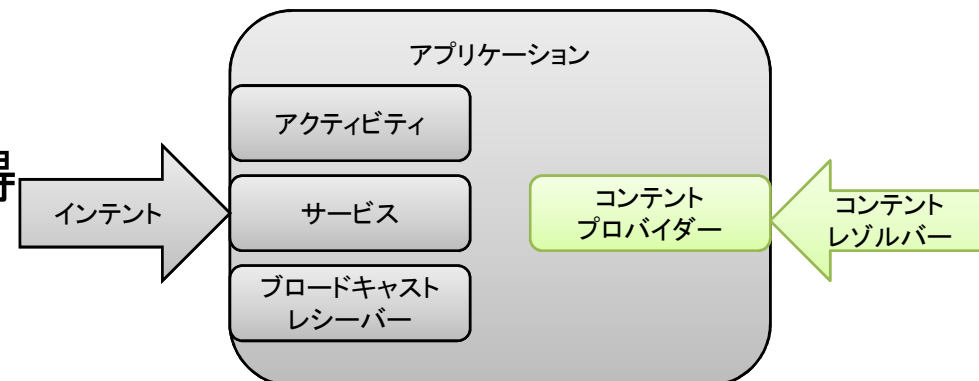 アプリケーション
アクティビティ
得
インテント
サービス
ブロードキャスト
レシーバー
コンテント
プロバイダー
コンテント
レゾルバー